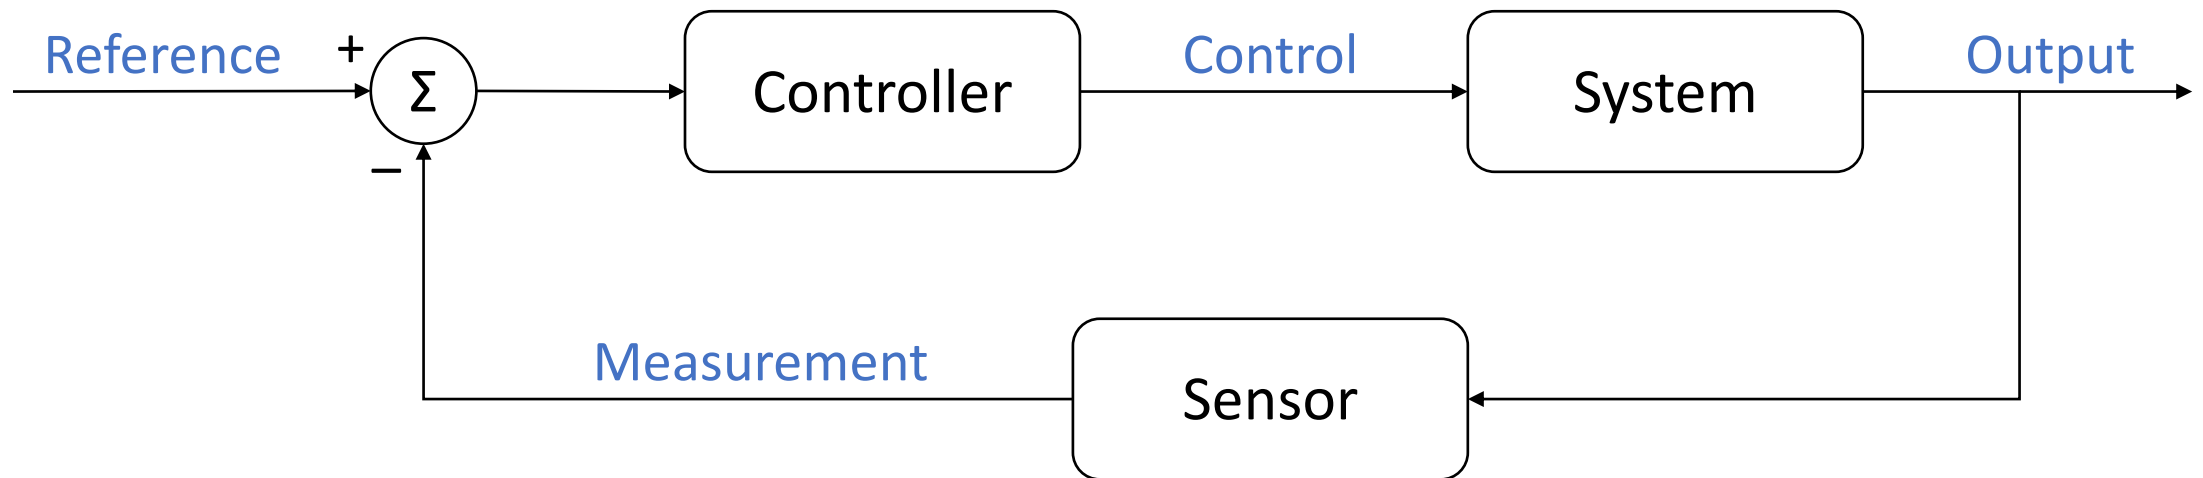 Reference
+
Σ
−
Controller
Control
System
Output
Measurement
Sensor